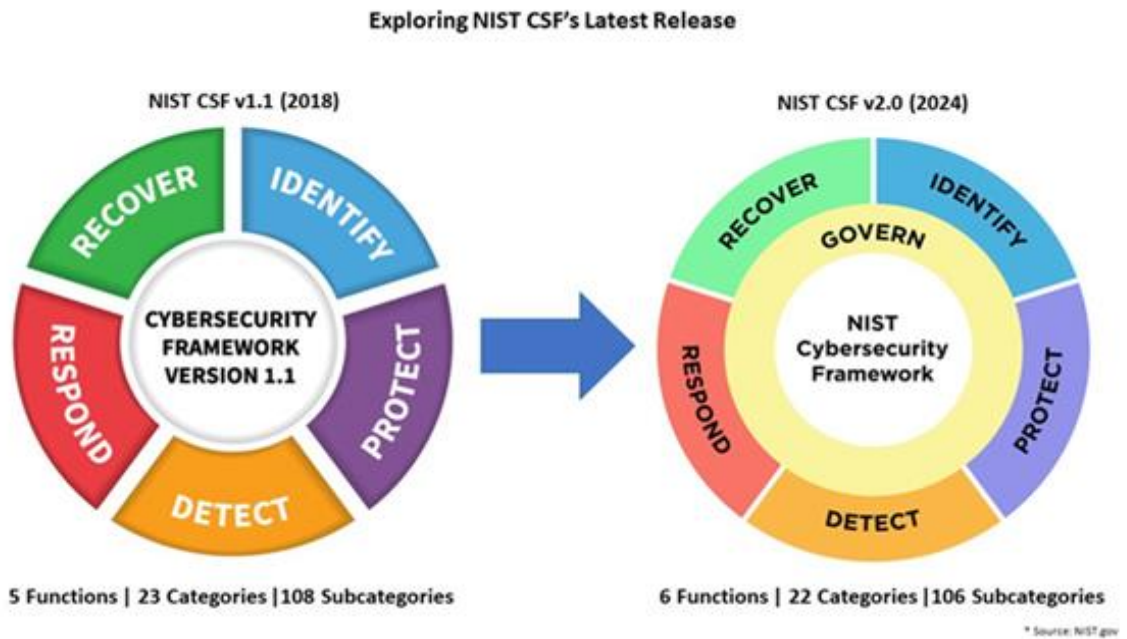 Exploring NIST CSF's Latest Release
NIST CSF v1.1 (2018)
RECOVER
IDENTIFY
PROTECT
DETECT
RESPOND
CYBERSECURITY
FRAMEWORK
VERSION 1.1
5 Functions | 23 Categories |108 Subcategories
NIST CSF v2.0 (2024)
RECOVER
IDENTIFY
PROTECT
DETECT
RESPOND
GOVERN
NIST
Cybersecurity
Framework
6 Functions | 22 Categories |106 Subcategories
* Source: NIST.gov